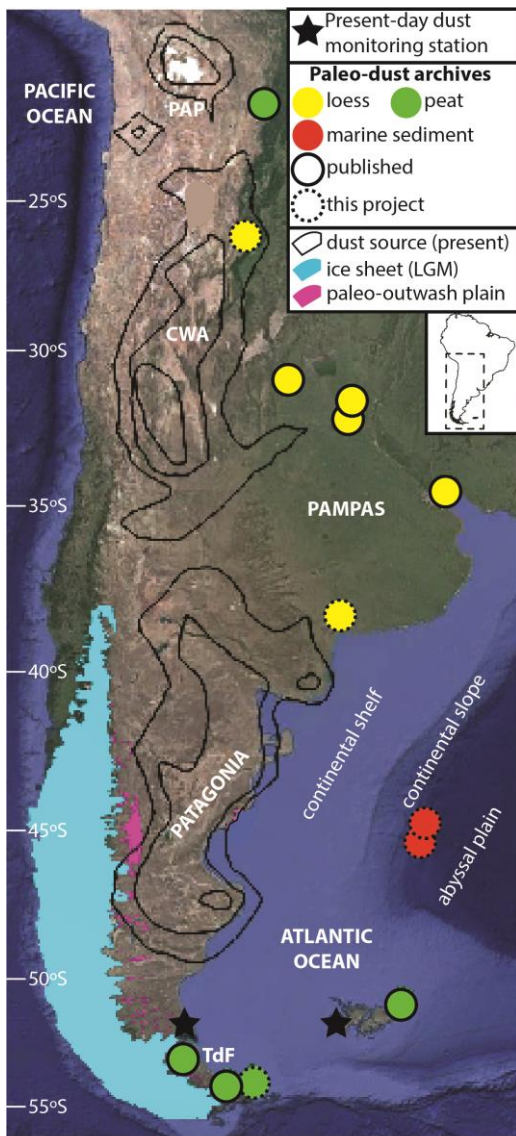 Present-day dust
monitoring station
Paleo-dust archives
loess
peat
marine sediment
published
this project
dust source (present)
ice sheet (LGM)
paleo-outwash plain
PACIFIC
OCEAN
PAP
25ºS
CWA
30ºS
35ºS
PAMPAS
40ºS
continental shelf
continental slope
abyssal plain
PATAGONIA
45ºS
ATLANTIC
OCEAN
50ºS
TdF
55ºS